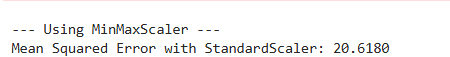 --- Using MinMaxScaler ---
Mean Squared Error with StandardScaler: 20.6180